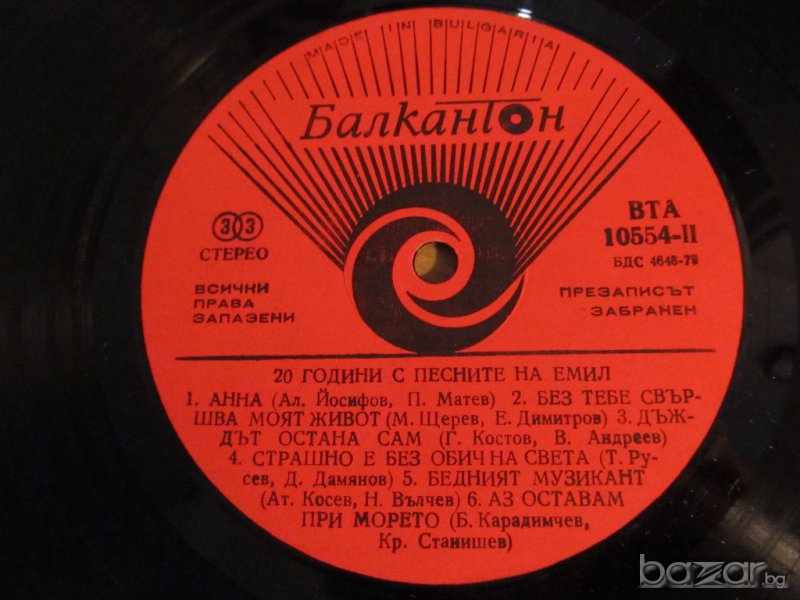 MADE IN BULGARIA
Балкантон
33
СТЕРЕО
ВТА
10554-II
БДС 4648-79
ВСИЧКИ
ПРАВА
ЗАПАЗЕНИ
ПРЕЗАПИСЪТ
ЗАБРАНЕН
20 ГОДИНИ С ПЕСНИТЕ НА ЕМИЛ
1. АННА (Ал. Йосифов, П. Матев) 2. БЕЗ ТЕБЕ СВЪР-
ШВА МОЯТ ЖИВОТ (М. Щерев, Е. Димитров) 3. ДЪЖ-
ДЪТ ОСТАНА САМ (Г. Костов, В. Андреев)
4. СТРАШНО Е БЕЗ ОБИЧ НА СВЕТА (Т. Ру-
сев, Д. Дамянов) 5. БЕДНИЯТ МУЗИКАНТ
(Ат. Косев, Н. Вълчев) 6. АЗ ОСТАВАМ
ПРИ МОРЕТО (Б. Карадимчев,
Кр. Станишев)
bazar.bg